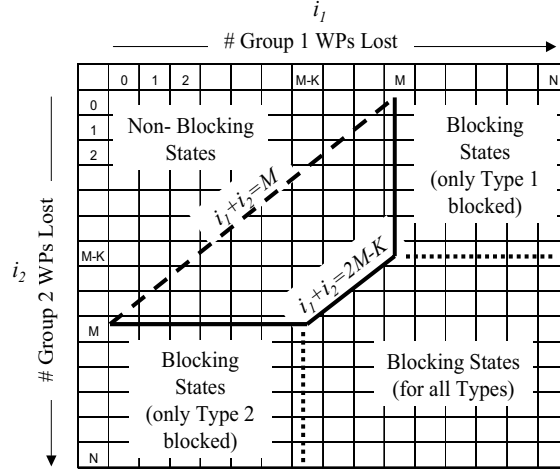 i1
# Group 1 WPs Lost
0 1 2 M-K M N
0
1
2
M-K
M
N
i2
# Group 2 WPs Lost
Non- Blocking
States
Blocking
States
(only Type 1
blocked)
i1+i2=M
i1+i2=2M-K
Blocking
States
(only Type 2
blocked)
Blocking States
(for all Types)